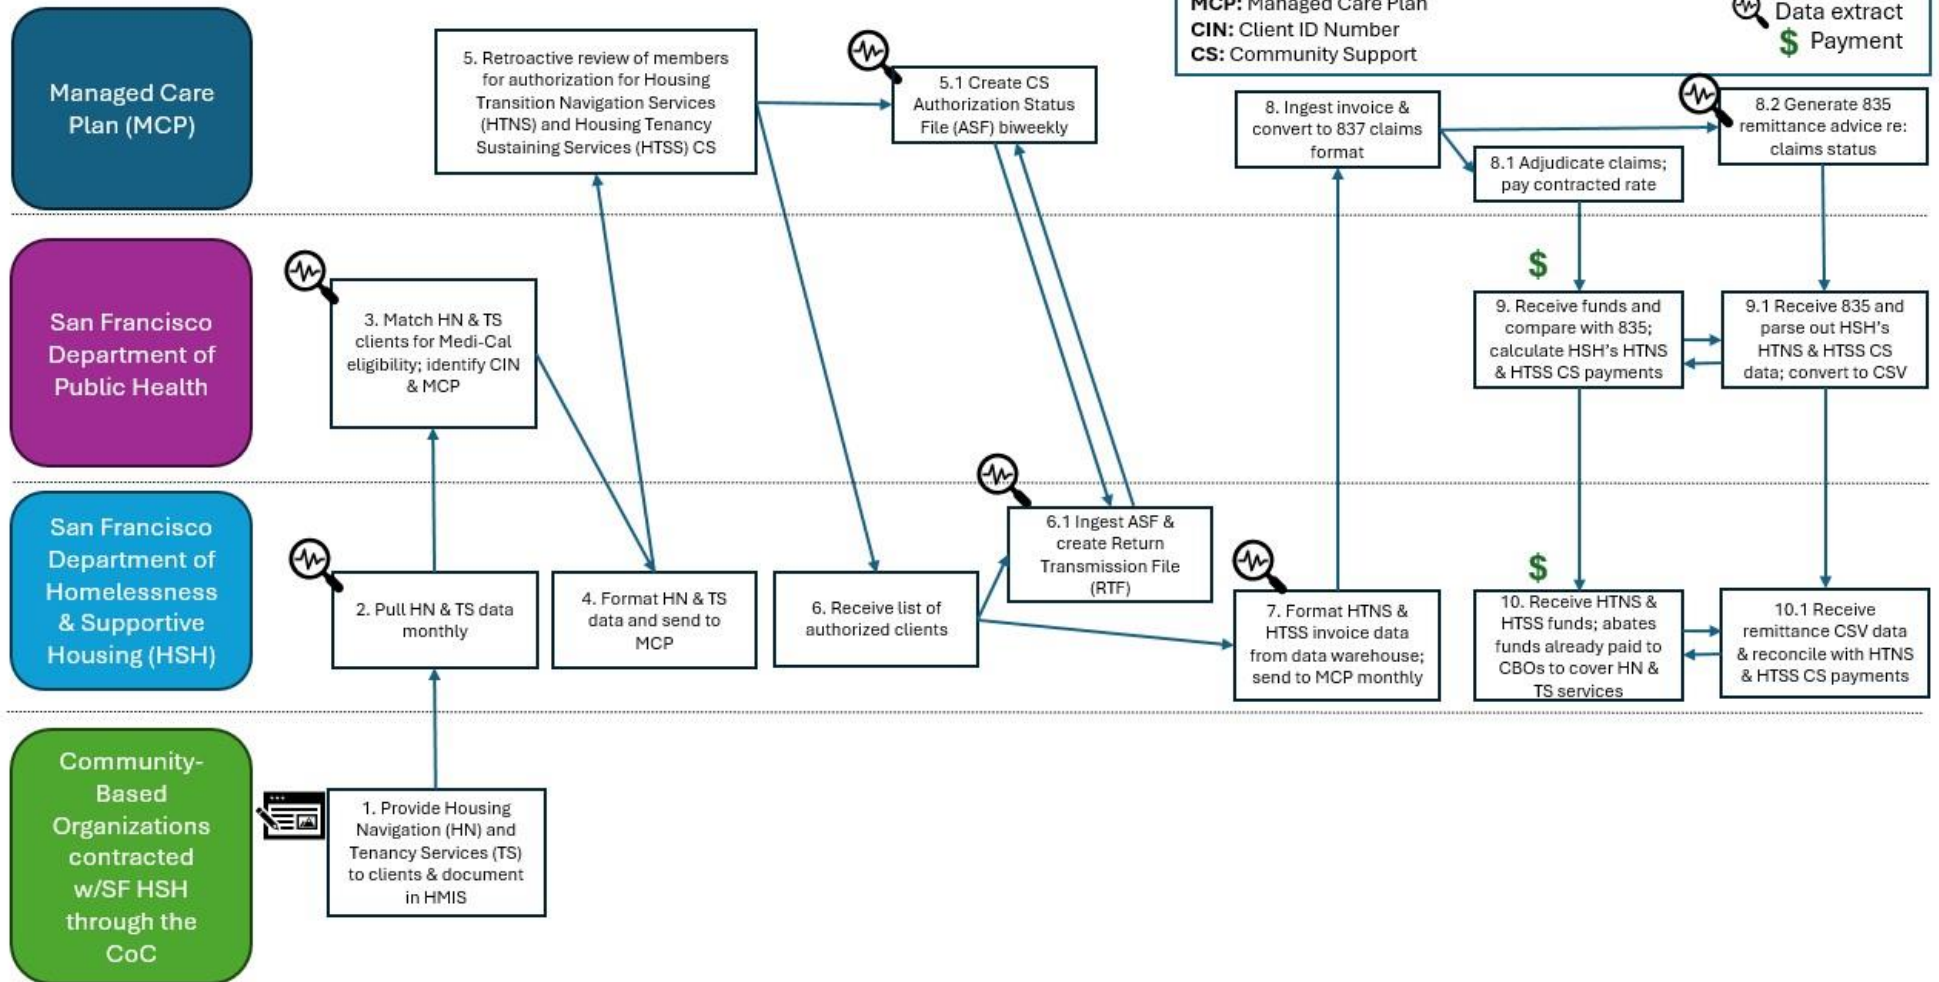 MCP: Managed Care Plan
CIN: Client ID Number
CS: Community Support
Data extract
$ Payment
Managed Care
Plan (MCP)
5. Retroactive review of members
for authorization for Housing
Transition Navigation Services
(HTNS) and Housing Tenancy
Sustaining Services (HTSS) CS
5.1 Create CS
Authorization Status
File (ASF) biweekly
8. Ingest invoice &
convert to 837 claims
format
8.1 Adjudicate claims;
pay contracted rate
8.2 Generate 835
remittance advice re:
claims status
San Francisco
Department of
Public Health
3. Match HN & TS
clients for Medi-Cal
eligibility; identify CIN
& MCP
$
9. Receive funds and
compare with 835;
calculate HSH's HTNS
& HTSS CS payments
9.1 Receive 835 and
parse out HSH's
HTNS & HTSS CS
data; convert to CSV
San Francisco
Department of
Homelessness
& Supportive
Housing (HSH)
2. Pull HN & TS data
monthly
4. Format HN & TS
data and send to
MCP
6. Receive list of
authorized clients
6.1 Ingest ASF &
create Return
Transmission File
(RTF)
7. Format HTNS &
HTSS invoice data
from data warehouse;
send to MCP monthly
$
10. Receive HTNS &
HTSS funds; abates
funds already paid to
CBOs to cover HN &
TS services
10.1 Receive
remittance CSV data
& reconcile with HTNS
& HTSS CS payments
Community-
Based
Organizations
contracted
w/SF HSH
through the
CoC
1. Provide Housing
Navigation (HN) and
Tenancy Services (TS)
to clients & document
in HMIS